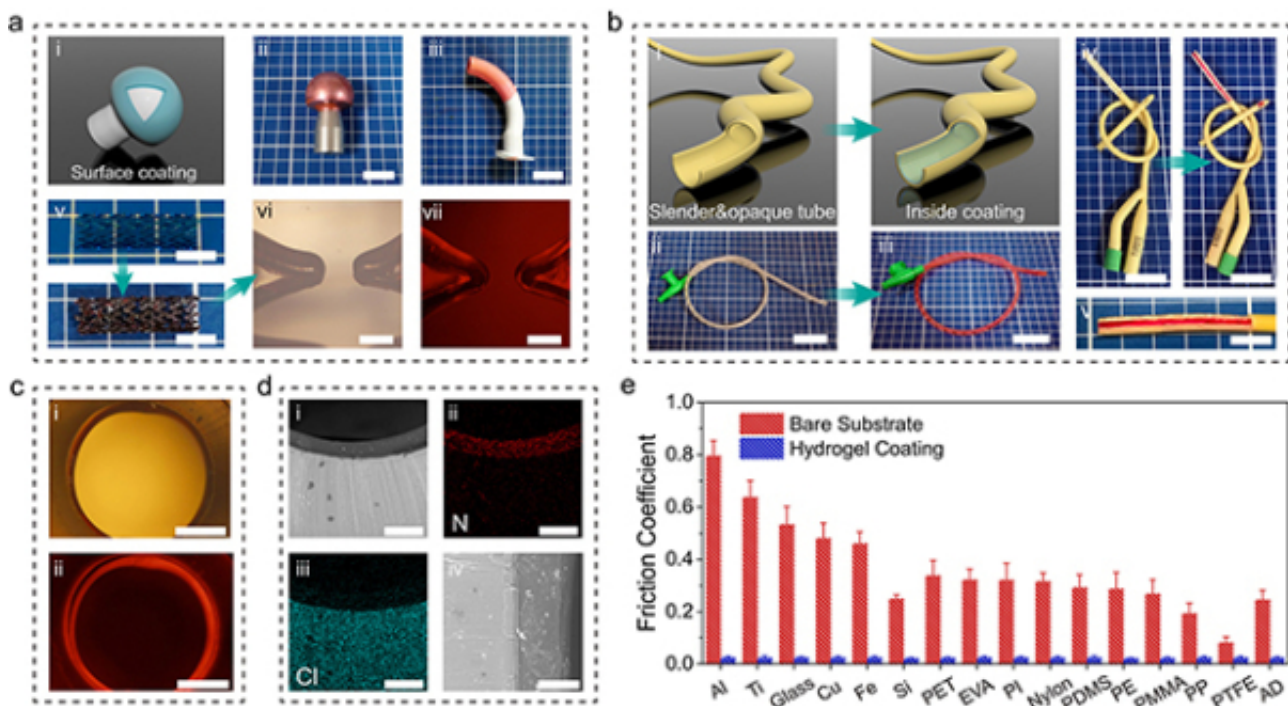 a
i
Surface coating
ii
iii
v
vi
vii
b
i
Slender&opaque tube
Inside coating
ii
iii
iv
v
c
i
ii
d
i
ii
N
iii
Cl
iv
e
Friction Coefficient
1.0
0.8
0.6
0.4
0.2
0.0
Bare Substrate
Hydrogel Coating
Al
Ti
Glass
Cu
Fe
Si
PET
EVA
PI
Nylon
PDMS
PE
PMMA
PP
PTFE
AD